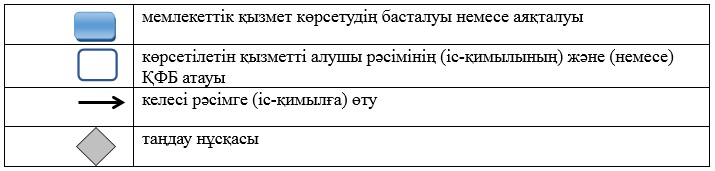 мемлекеттік қызмет көрсетудің басталуы немесе аяқталуы
көрсетілетін қызметті алушы рәсімінің (іс-қимылының) және (немесе)
ҚФБ атауы
келесі рәсімге (іс-қимылға) өту
таңдау нұсқасы